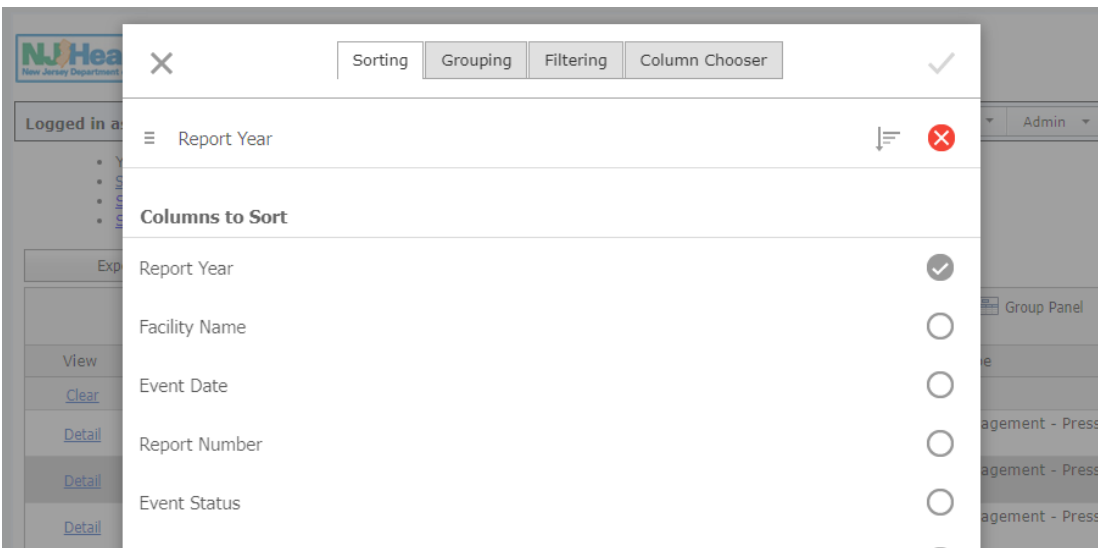 NJ Hea
New Jersey Department
Sorting Grouping Filtering Column Chooser
Logged in as
Report Year
Admin
Columns to Sort
Exp
Report Year
Group Panel
Facility Name
View
Event Date
Clear
Detail
agement - Press
Report Number
Detail
agement - Press
Event Status
Detail
agement - Press